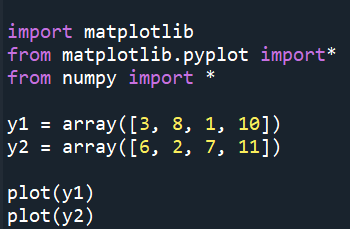 import matplotlib
from matplotlib.pyplot import*
from numpy import *
y1 = array([3, 8, 1, 10])
y2 = array([6, 2, 7, 11])
plot(y1)
plot(y2)